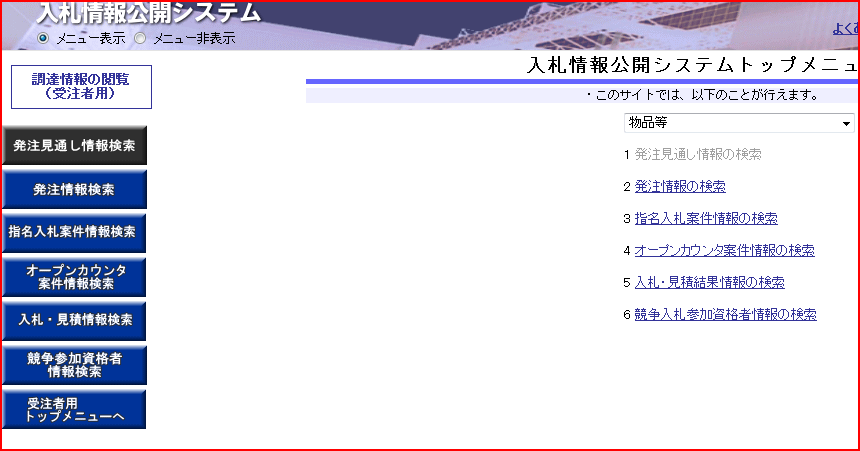 入札情報公開システム
メニュー表示 メニュー非表示
よく
調達情報の閲覧
（受注者用）
発注見通し情報検索
発注情報検索
指名入札案件情報検索
オープンカウンタ
案件情報検索
入札・見積情報検索
競争参加資格者
情報検索
受注者用
トップメニューへ
入札情報公開システムトップメニュ
・このサイトでは、以下のことが行えます。
物品等
1 発注見通し情報の検索
2 発注情報の検索
3 指名入札案件情報の検索
4 オープンカウンタ案件情報の検索
5 入札・見積結果情報の検索
6 競争入札参加資格者情報の検索